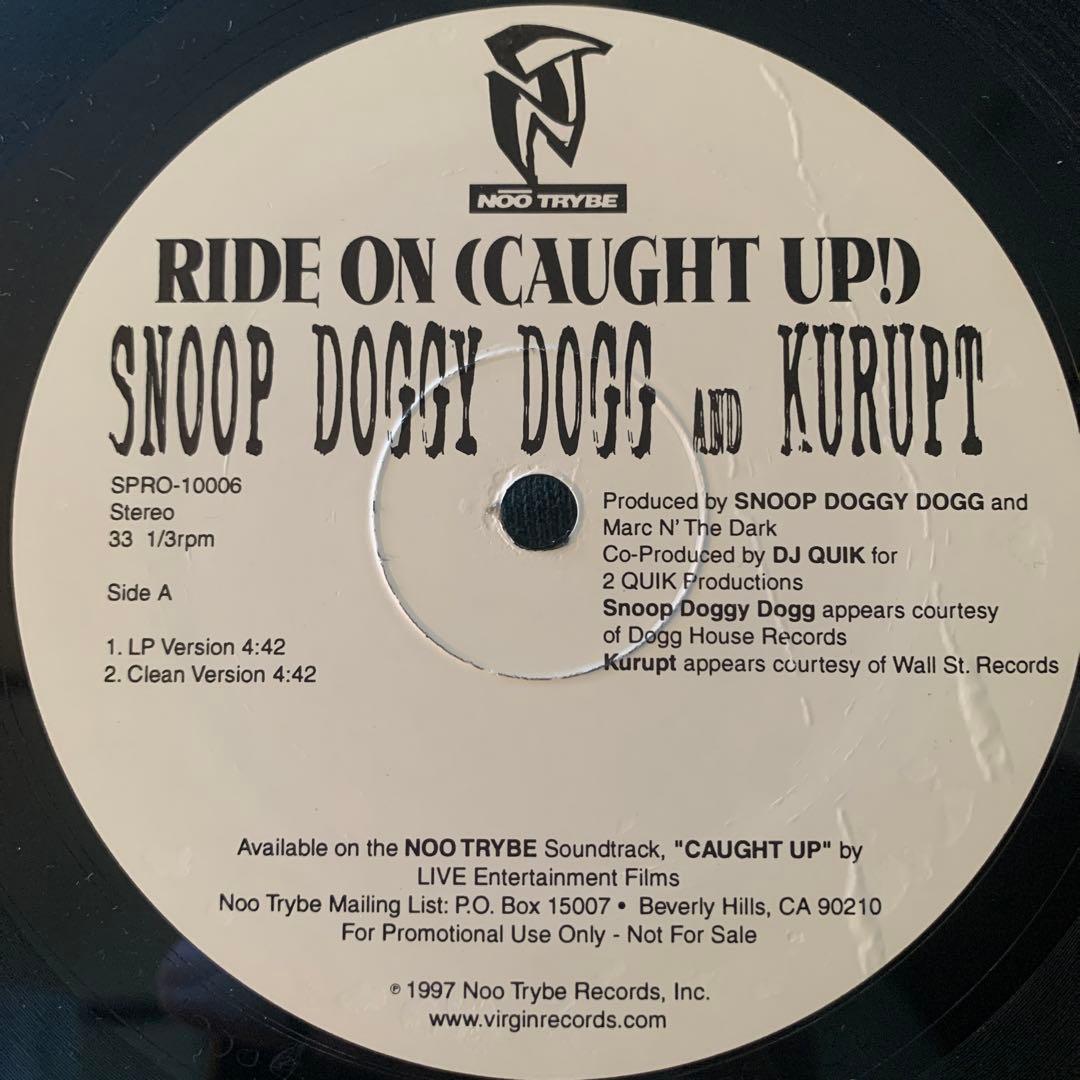 NOO TRYBE
RIDE ON (CAUGHT UP!)
SNOOP DOGGY DOGG AND KURUPT
SPRO-10006
Stereo
33 1/3rpm
Side A
1. LP Version 4:42
2. Clean Version 4:42
Produced by SNOOP DOGGY DOGG and
Marc N' The Dark
Co-Produced by DJ QUIK for
2 QUIK Productions
Snoop Doggy Dogg appears courtesy
of Dogg House Records
Kurupt appears courtesy of Wall St. Records
Available on the NOO TRYBE Soundtrack, "CAUGHT UP" by
LIVE Entertainment Films
Noo Trybe Mailing List: P.O. Box 15007 • Beverly Hills, CA 90210
For Promotional Use Only - Not For Sale
℗ 1997 Noo Trybe Records, Inc.
www.virginrecords.com